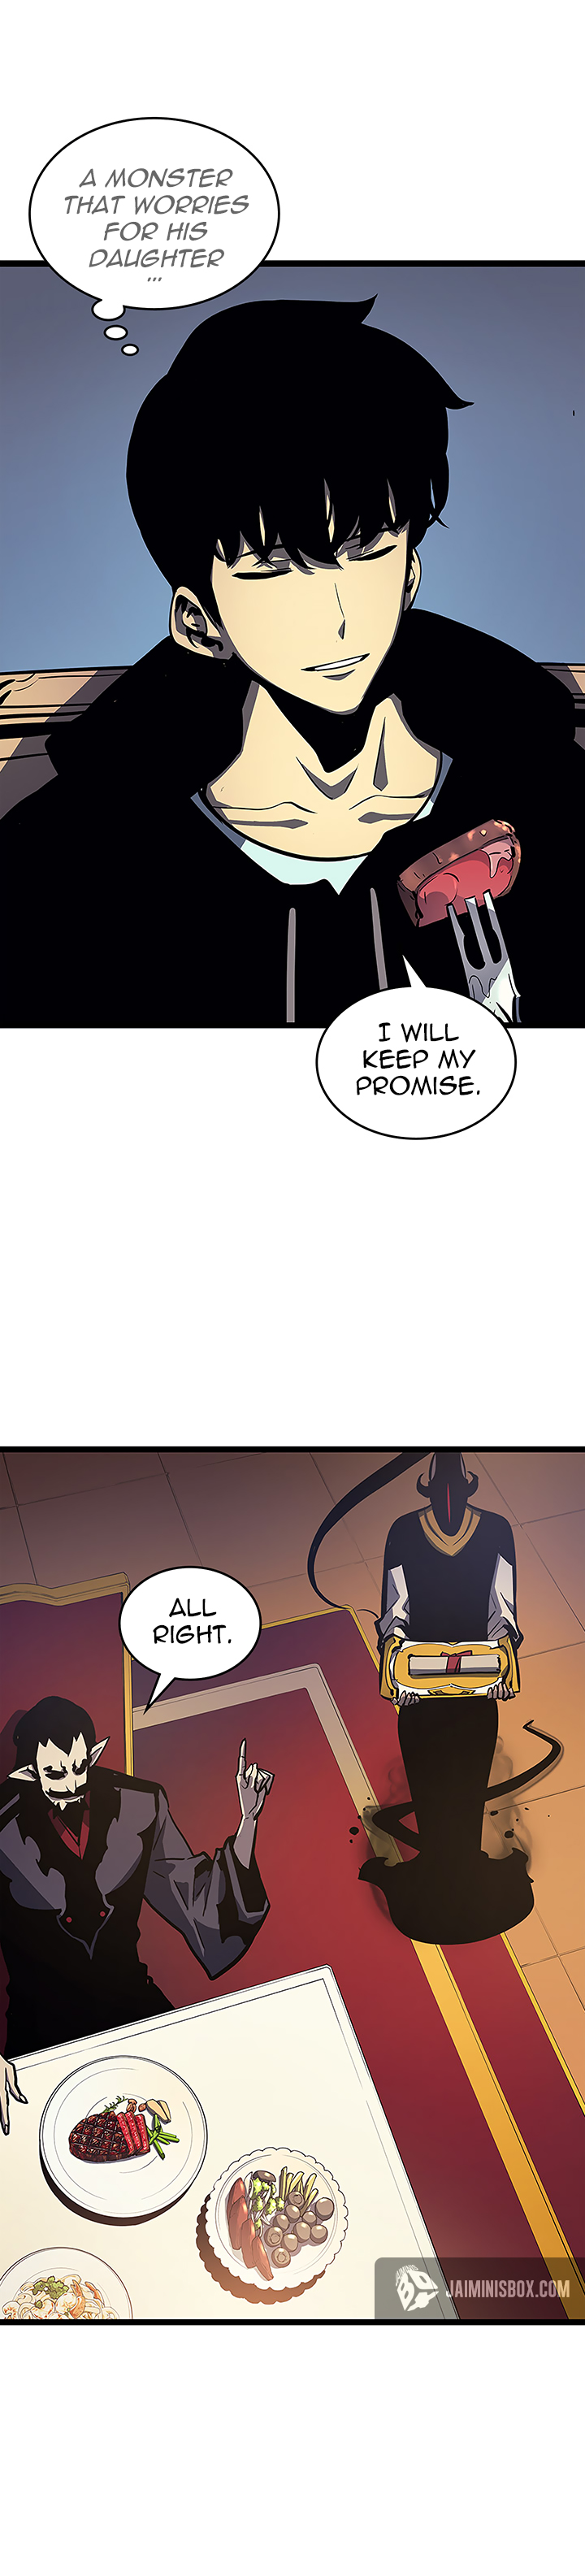 A MONSTER
THAT WORRIES
FOR HIS
DAUGHTER
...
I WILL
KEEP MY
PROMISE.
ALL
RIGHT.
JAIMINISBOX.COM